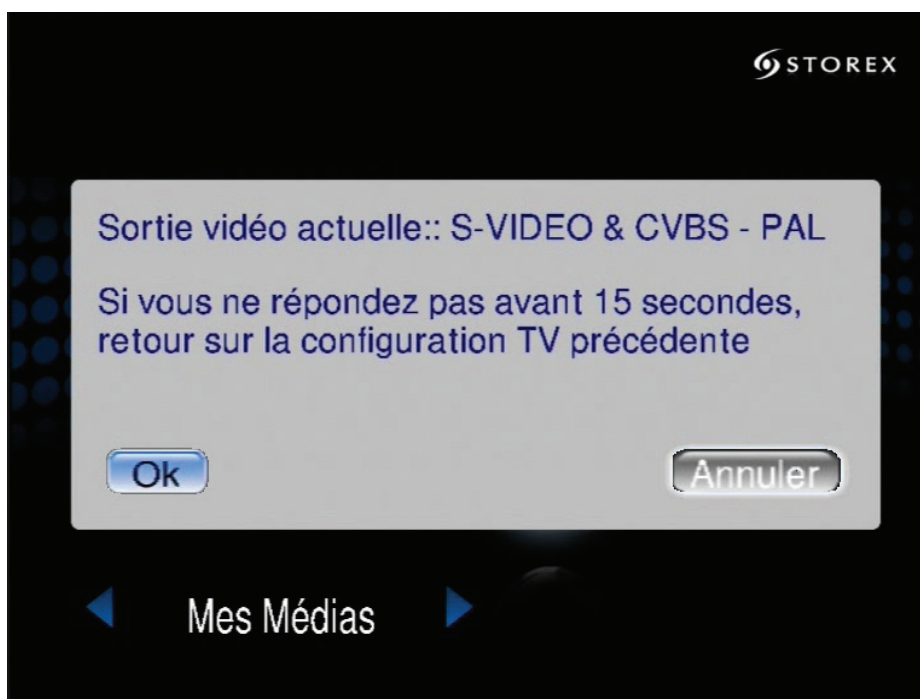 STOREX
Sortie vidéo actuelle:: S-VIDEO & CVBS - PAL
Si vous ne répondez pas avant 15 secondes,
retour sur la configuration TV précédente
Ok
Annuler
Mes Médias